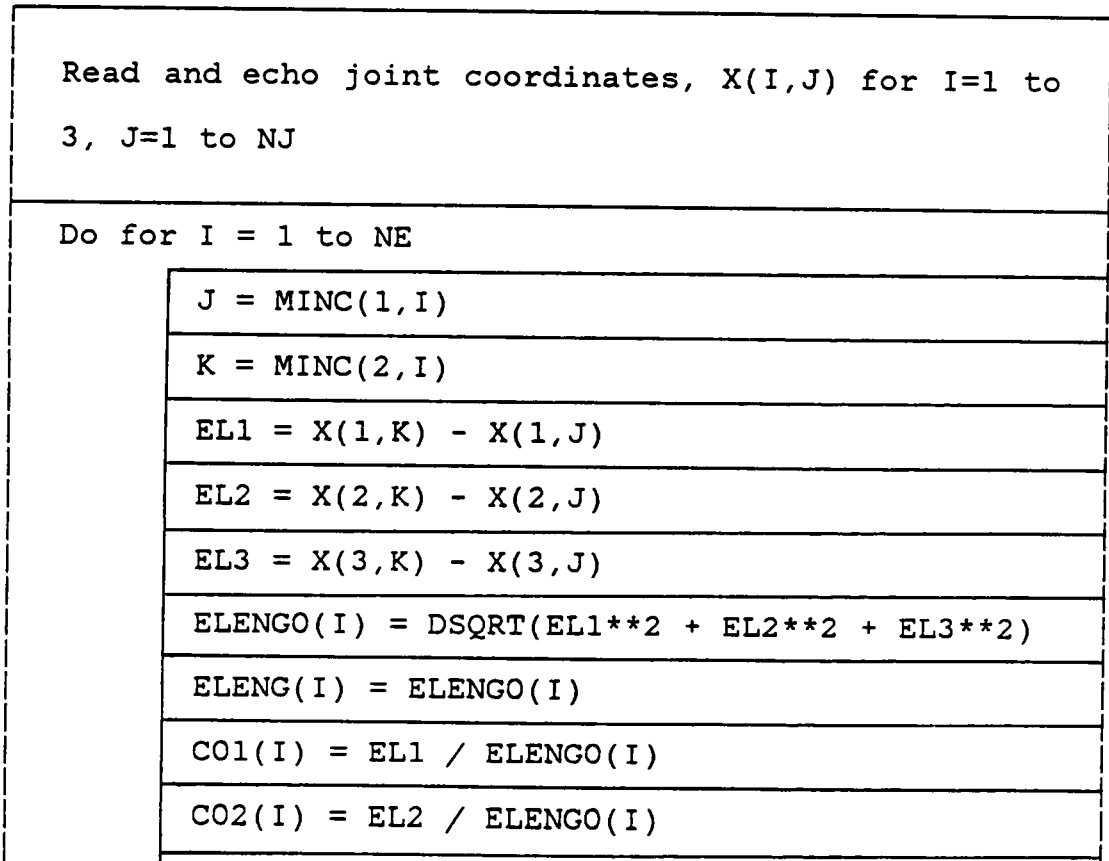 Read and echo joint coordinates, X(I,J) for I=1 to
3, J=1 to NJ
Do for I = 1 to NE
J = MINC(1,I)
K = MINC(2,I)
EL1 = X(1,K) - X(1,J)
EL2 = X(2,K) - X(2,J)
EL3 = X(3,K) - X(3,J)
ELENGO(I) = DSQRT(EL1**2 + EL2**2 + EL3**2)
ELENG(I) = ELENGO(I)
CO1(I) = EL1 / ELENGO(I)
CO2(I) = EL2 / ELENGO(I)